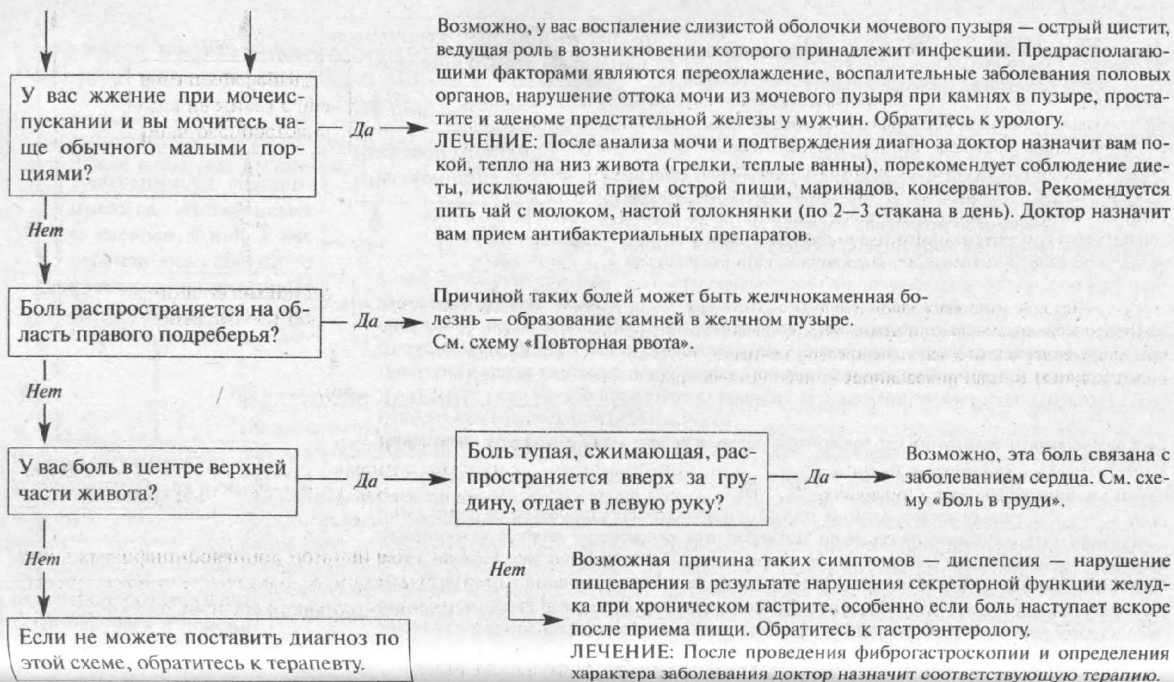 У вас жжение при мочеис-
пускании и вы мочитесь ча-
ще обычного малыми пор-
циями?
Да
Возможно, у вас воспаление слизистой оболочки мочевого пузыря — острый цистит,
ведущая роль в возникновении которого принадлежит инфекции. Предрасполагаю-
щими факторами являются переохлаждение, воспалительные заболевания половых
органов, нарушение оттока мочи из мочевого пузыря при камнях в пузыре, проста-
тите и аденоме предстательной железы у мужчин. Обратитесь к урологу.
ЛЕЧЕНИЕ: После анализа мочи и подтверждения диагноза доктор назначит вам по-
кой, тепло на низ живота (грелки, теплые ванны), порекомендует соблюдение дие-
ты, исключающей прием острой пищи, маринадов, консервантов. Рекомендуется
пить чай с молоком, настой толокнянки (по 2—3 стакана в день). Доктор назначит
вам прием антибактериальных препаратов.
Нет
Боль распространяется на об-
ласть правого подреберья?
Да
Причиной таких болей может быть желчнокаменная бо-
лезнь — образование камней в желчном пузыре.
См. схему «Повторная рвота».
Нет
У вас боль в центре верхней
части живота?
Да
Боль тупая, сжимающая, рас-
пространяется вверх за гру-
дину, отдает в левую руку?
Да
Возможно, эта боль связана с
заболеванием сердца. См. схе-
му «Боль в груди».
Нет
Нет
Возможная причина таких симптомов — диспепсия — нарушение
пищеварения в результате нарушения секреторной функции желуд-
ка при хроническом гастрите, особенно если боль наступает вскоре
после приема пищи. Обратитесь к гастроэнтерологу.
ЛЕЧЕНИЕ: После проведения фиброгастроскопии и определения
характера заболевания доктор назначит соответствующую терапию.
Если не можете поставить диагноз по
этой схеме, обратитесь к терапевту.